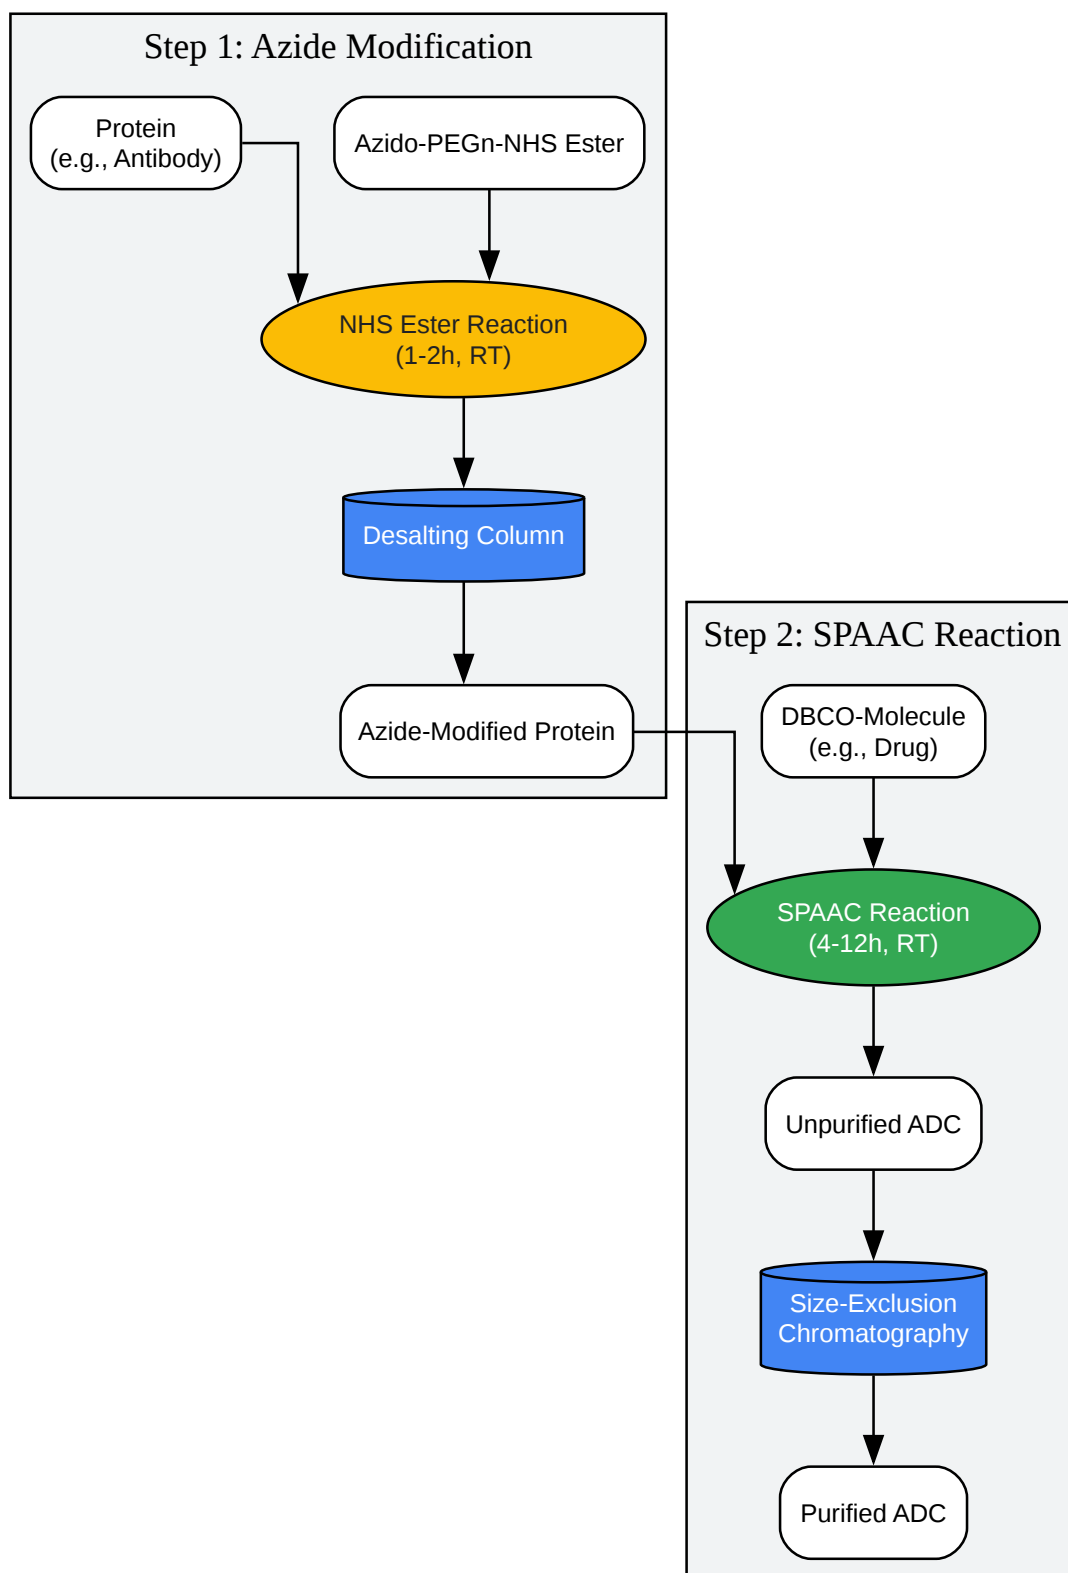 Step 1: Azide Modification
Protein
(e.g., Antibody)
Azido-PEGn-NHS Ester
NHS Ester Reaction
(1-2h, RT)
Desalting Column
Azide-Modified Protein
Step 2: SPAAC Reaction
DBCO-Molecule
(e.g., Drug)
SPAAC Reaction
(4-12h, RT)
Unpurified ADC
Size-Exclusion
Chromatography
Purified ADC